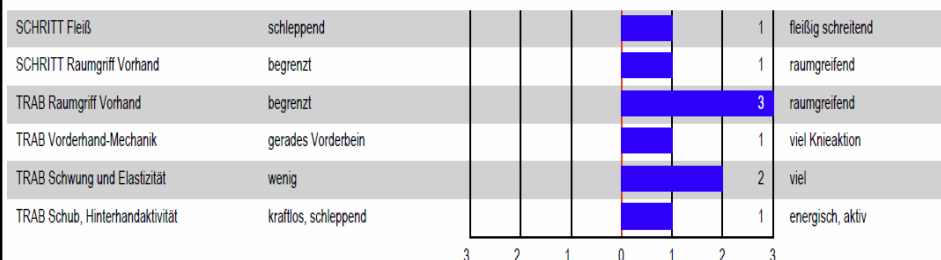 SCHRITT Fleiß schleppend 1 fleißig schreitend
SCHRITT Raumgriff Vorhand begrenzt 1 raumgreifend
TRAB Raumgriff Vorhand begrenzt 3 raumgreifend
TRAB Vorderhand-Mechanik gerades Vorderbein 1 viel Knieaktion
TRAB Schwung und Elastizität wenig 2 viel
TRAB Schub, Hinterhandaktivität kraftlos, schleppend 1 energisch, aktiv
3 2 1 0 1 2 3